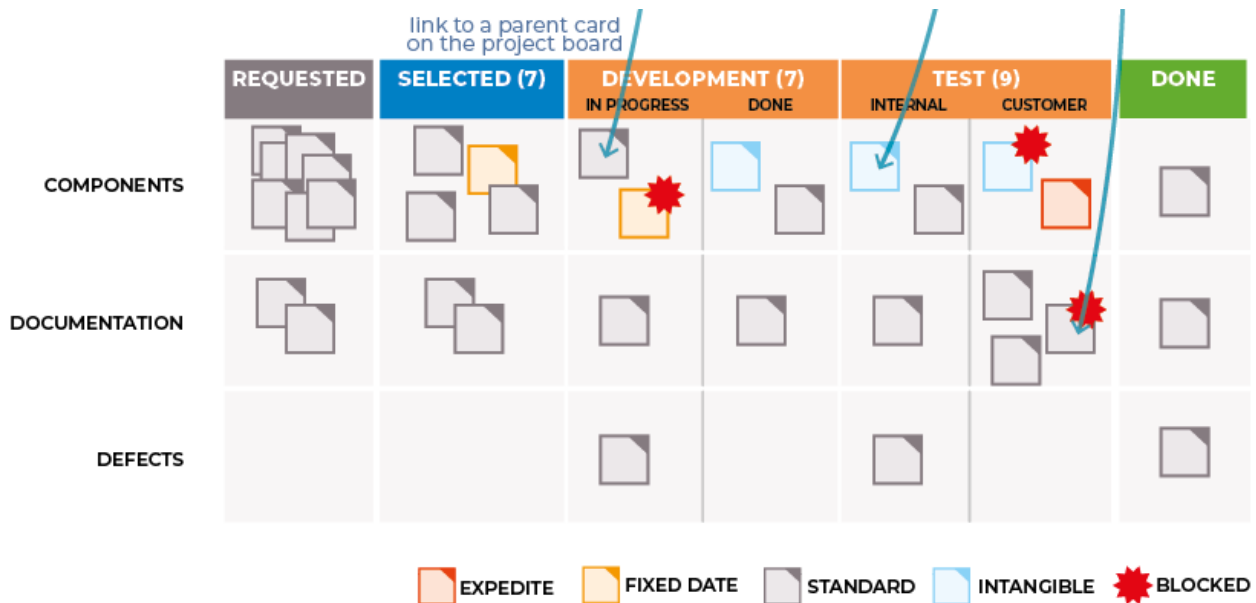 link to a parent card
on the project board
REQUESTED
SELECTED (7)
DEVELOPMENT (7)
TEST (9)
DONE
IN PROGRESS
DONE
INTERNAL
CUSTOMER
COMPONENTS
DOCUMENTATION
DEFECTS
EXPEDITE
FIXED DATE
STANDARD
INTANGIBLE
BLOCKED